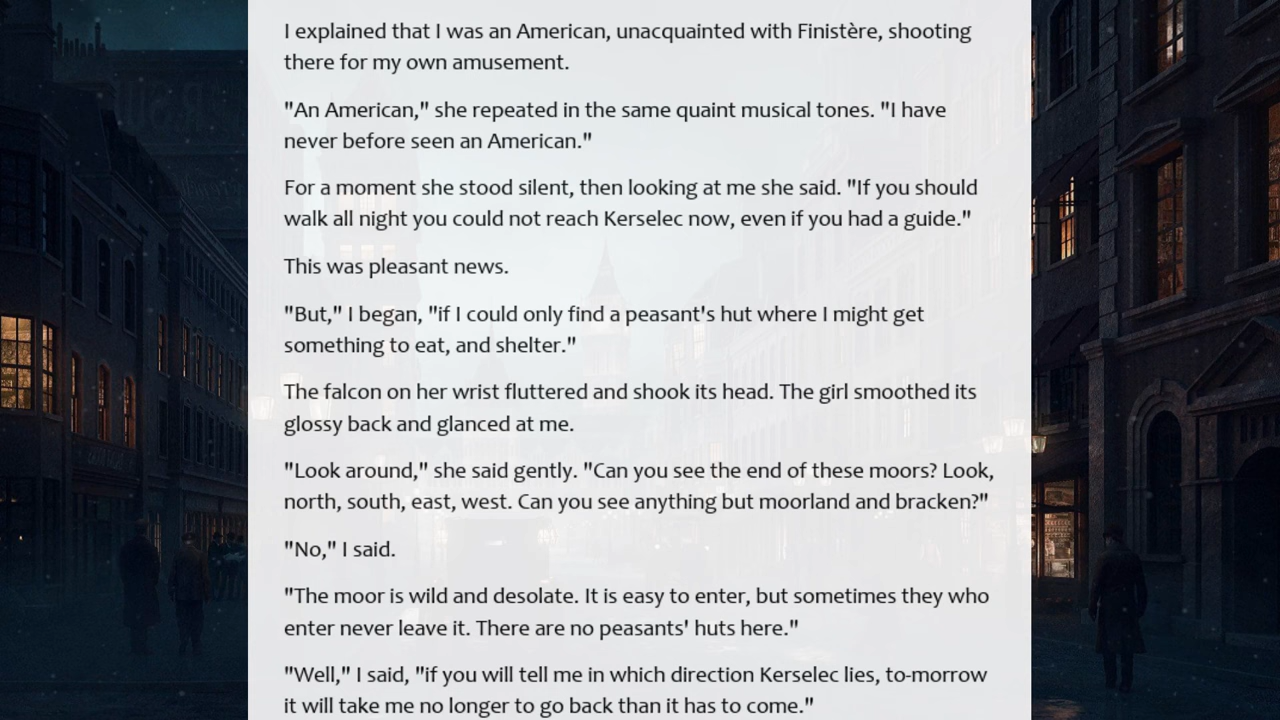 I explained that I was an American, unacquainted with Finistère, shooting
there for my own amusement.
"An American," she repeated in the same quaint musical tones. "I have
never before seen an American."
For a moment she stood silent, then looking at me she said. "If you should
walk all night you could not reach Kerselec now, even if you had a guide."
This was pleasant news.
"But," I began, "if I could only find a peasant's hut where I might get
something to eat, and shelter."
The falcon on her wrist fluttered and shook its head. The girl smoothed its
glossy back and glanced at me.
"Look around," she said gently. "Can you see the end of these moors? Look,
north, south, east, west. Can you see anything but moorland and bracken?"
"No," I said.
"The moor is wild and desolate. It is easy to enter, but sometimes they who
enter never leave it. There are no peasants' huts here."
"Well," I said, "if you will tell me in which direction Kerselec lies, to-morrow
it will take me no longer to go back than it has to come."